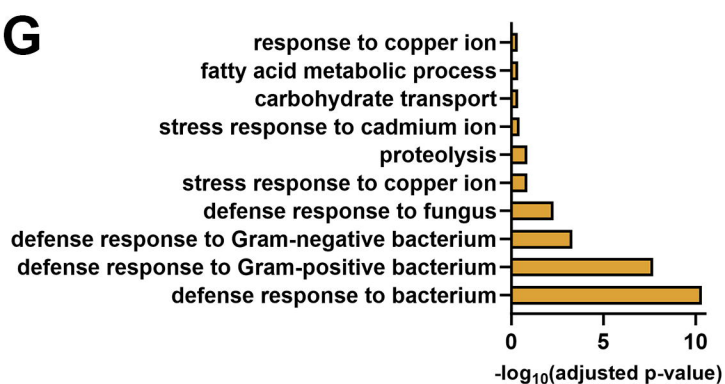 G
response to copper ion
fatty acid metabolic process
carbohydrate transport
stress response to cadmium ion
proteolysis
stress response to copper ion
defense response to fungus
defense response to Gram-negative bacterium
defense response to Gram-positive bacterium
defense response to bacterium
0 5 10
-log10(adjusted p-value)